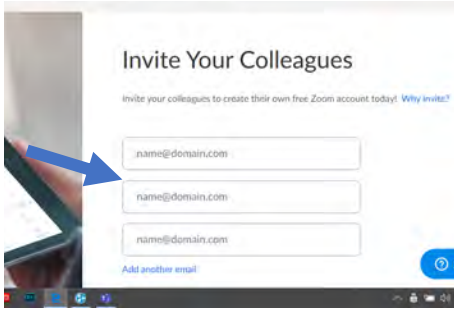 Invite Your Colleagues
Invite your colleagues to create their own free Zoom account today! Why invite?
name@domain.com
name@domain.com
name@domain.com
Add another email